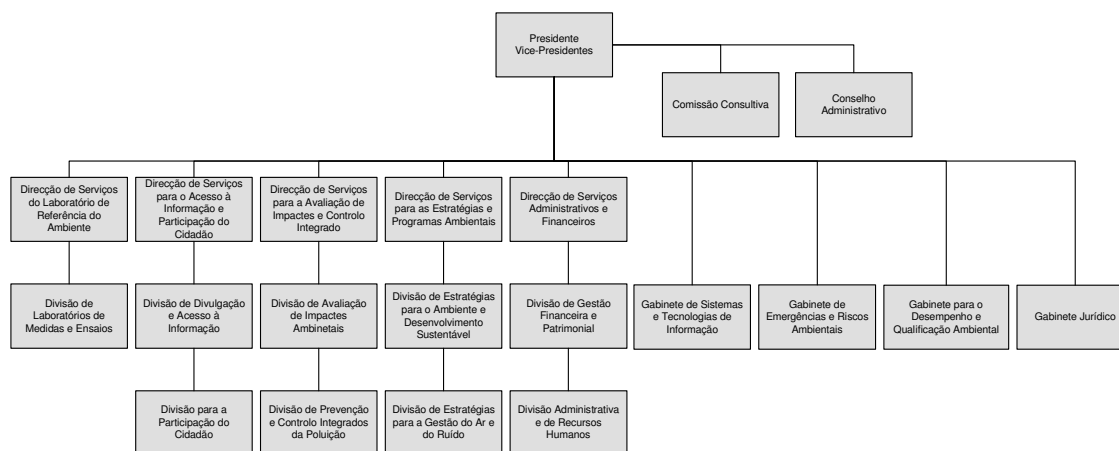 Presidente
Vice-Presidentes
Comissão Consultiva
Conselho
Administrativo
Direcção de Serviços
do Laboratório de
Referência do
Ambiente
Direcção de Serviços
para o Acesso à
Informação e
Participação do
Cidadão
Direcção de Serviços
para a Avaliação de
Impactes e Controlo
Integrado
Direcção de Serviços
para as Estratégias e
Programas Ambientais
Direcção de Serviços
Administrativos e
Financeiros
Divisão de
Laboratórios de
Medidas e Ensaios
Divisão de Divulgação
e Acesso à
Informação
Divisão de Avaliação
de Impactes
Ambinetais
Divisão de Estratégias
para o Ambiente e
Desenvolvimento
Sustentável
Divisão de Gestão
Financeira e
Patrimonial
Gabinete de Sistemas
e Tecnologias de
Informação
Gabinete de
Emergências e Riscos
Ambientais
Gabinete para o
Desempenho e
Qualificação Ambiental
Gabinete Jurídico
Divisão para a
Participação do
Cidadão
Divisão de Prevenção
e Controlo Integrados
da Poluição
Divisão de Estratégias
para a Gestão do Ar e
do Ruído
Divisão Administrativa
e de Recursos
Humanos